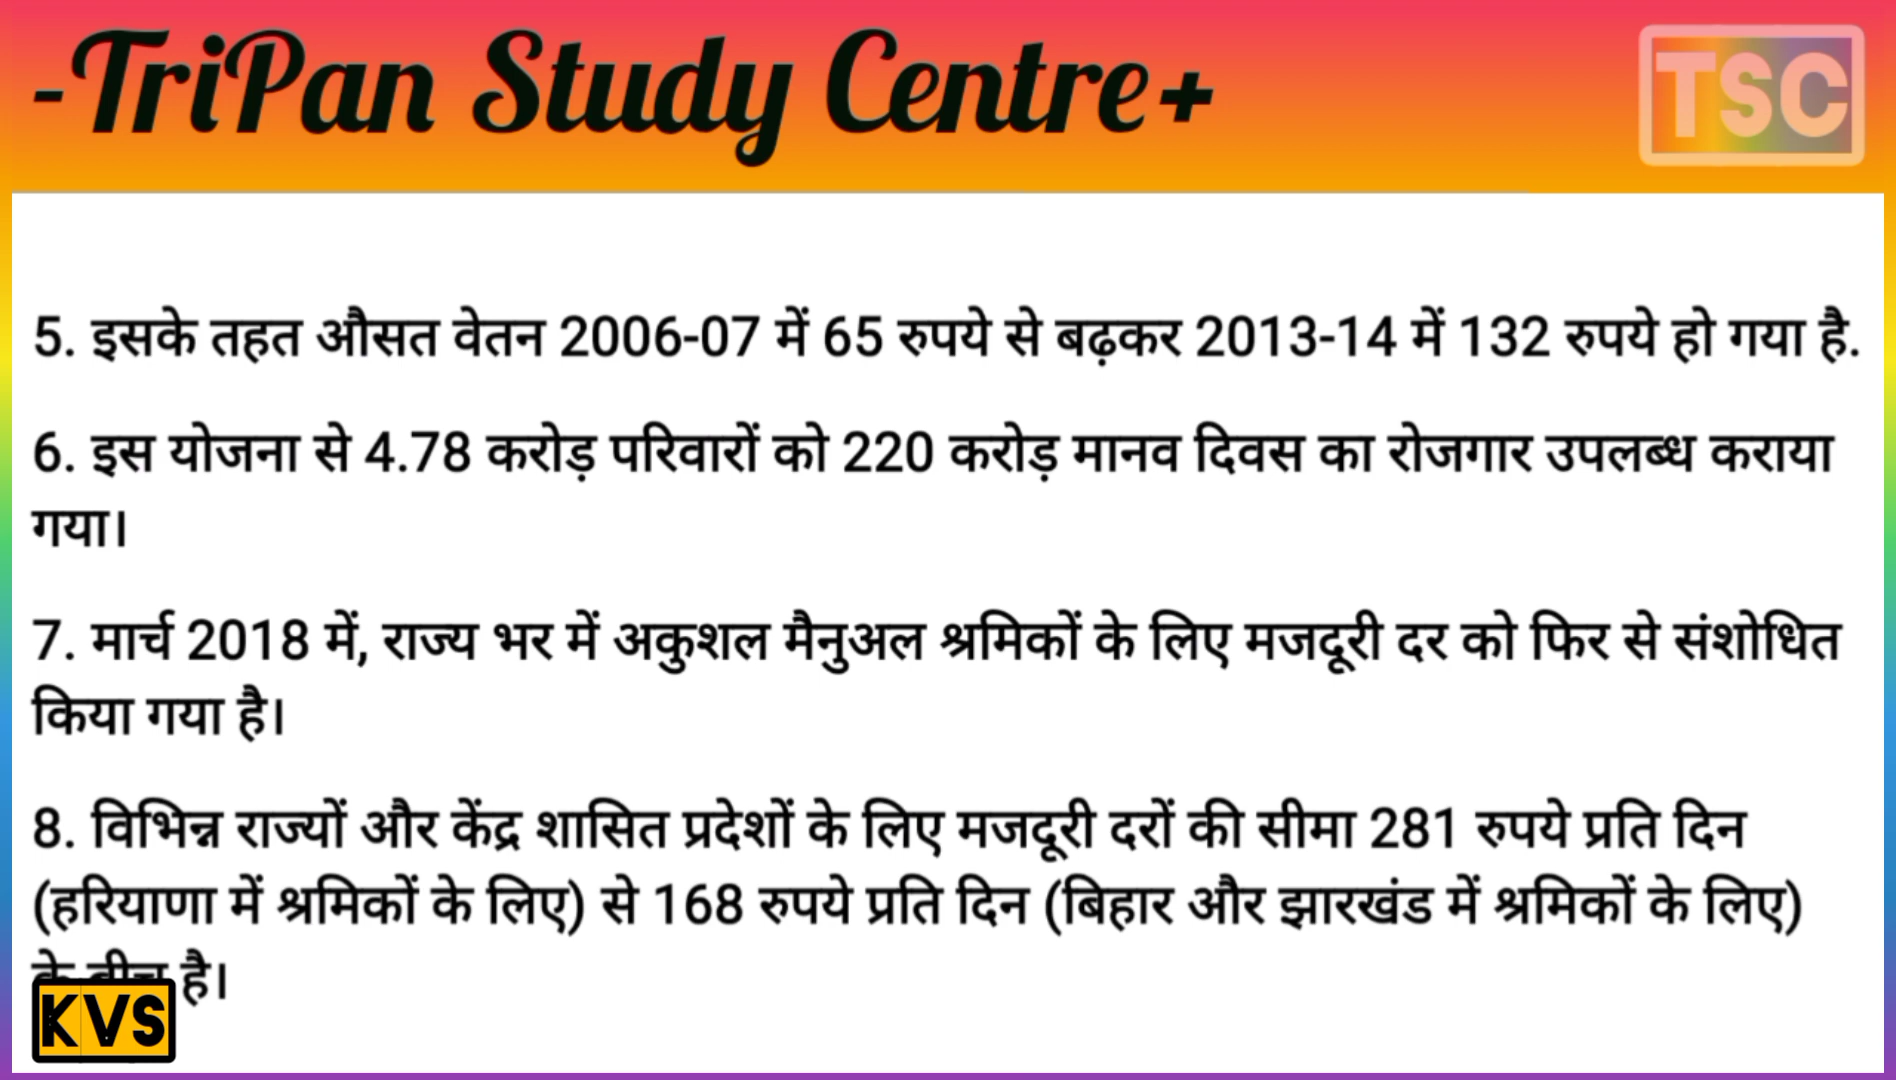 -TriPan Study Centre+
TSC
5. इसके तहत औसत वेतन 2006-07 में 65 रुपये से बढ़कर 2013-14 में 132 रुपये हो गया है.
6. इस योजना से 4.78 करोड़ परिवारों को 220 करोड़ मानव दिवस का रोजगार उपलब्ध कराया
गया।
7. मार्च 2018 में, राज्य भर में अकुशल मैनुअल श्रमिकों के लिए मजदूरी दर को फिर से संशोधित
किया गया है।
8. विभिन्न राज्यों और केंद्र शासित प्रदेशों के लिए मजदूरी दरों की सीमा 281 रुपये प्रति दिन
(हरियाणा में श्रमिकों के लिए) से 168 रुपये प्रति दिन (बिहार और झारखंड में श्रमिकों के लिए)
के बीच है।
KVS